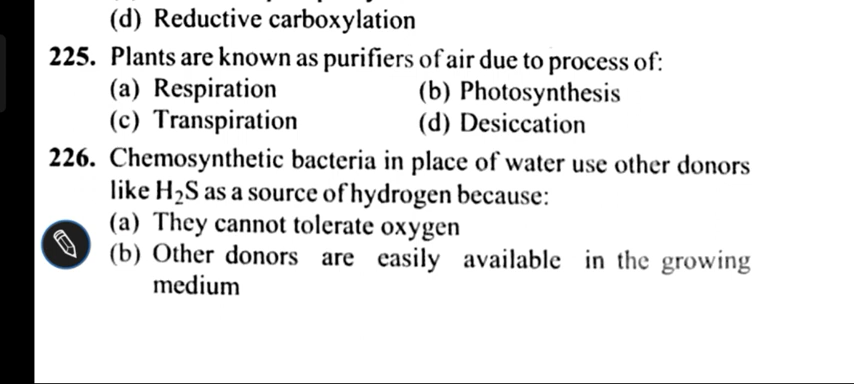 (d) Reductive carboxylation
225. Plants are known as purifiers of air due to process of:
(a) Respiration (b) Photosynthesis
(c) Transpiration (d) Desiccation
226. Chemosynthetic bacteria in place of water use other donors
like H₂S as a source of hydrogen because:
(a) They cannot tolerate oxygen
(b) Other donors are easily available in the growing
medium